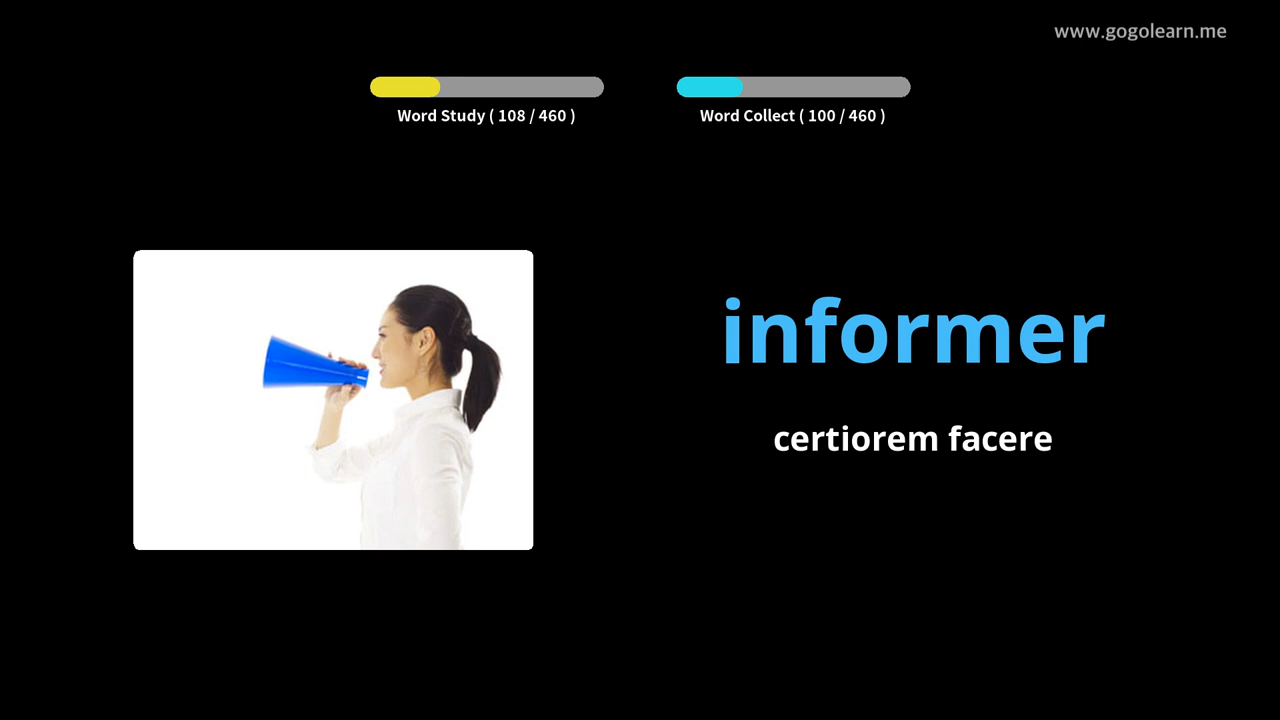 www.gogolearn.me
Word Study ( 108 / 460 )
Word Collect ( 100 / 460 )
informer
certiorem facere